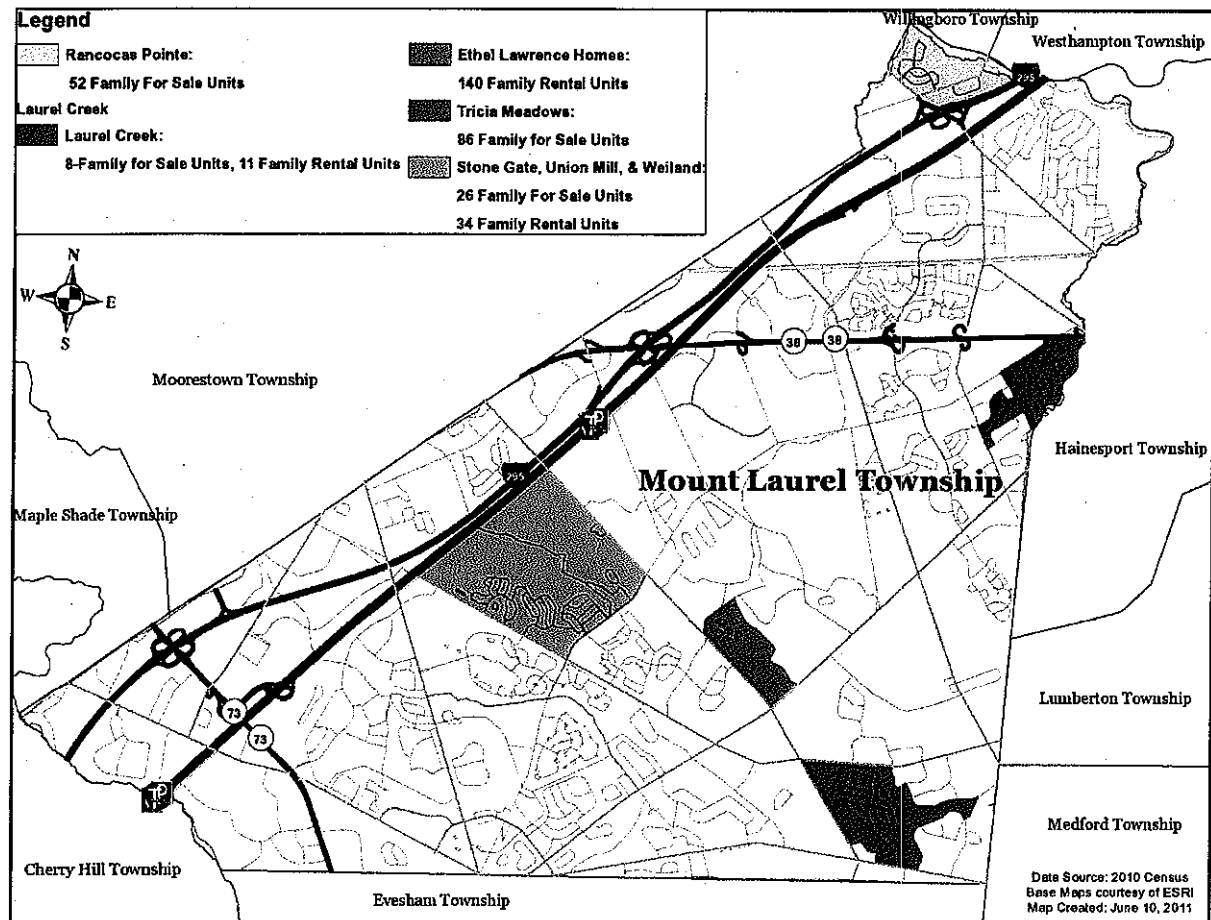 Legend
Rancocas Pointe:
52 Family For Sale Units
Laurel Creek
Laurel Creek:
8-Family for Sale Units, 11 Family Rental Units
Ethel Lawrence Homes:
140 Family Rental Units
Tricia Meadows:
86 Family for Sale Units
Stone Gate, Union Mill, & Weiland:
26 Family For Sale Units
34 Family Rental Units
Willingboro Township
Westhampton Township
295
N
W
E
S
38
38
Moorestown Township
TP
Hainesport Township
295
Mount Laurel Township
Maple Shade Township
Lumberton Township
73
73
TP
Medford Township
Cherry Hill Township
Evesham Township
Data Source: 2010 Census
Base Maps courtesy of ESRI
Map Created: June 10, 2011